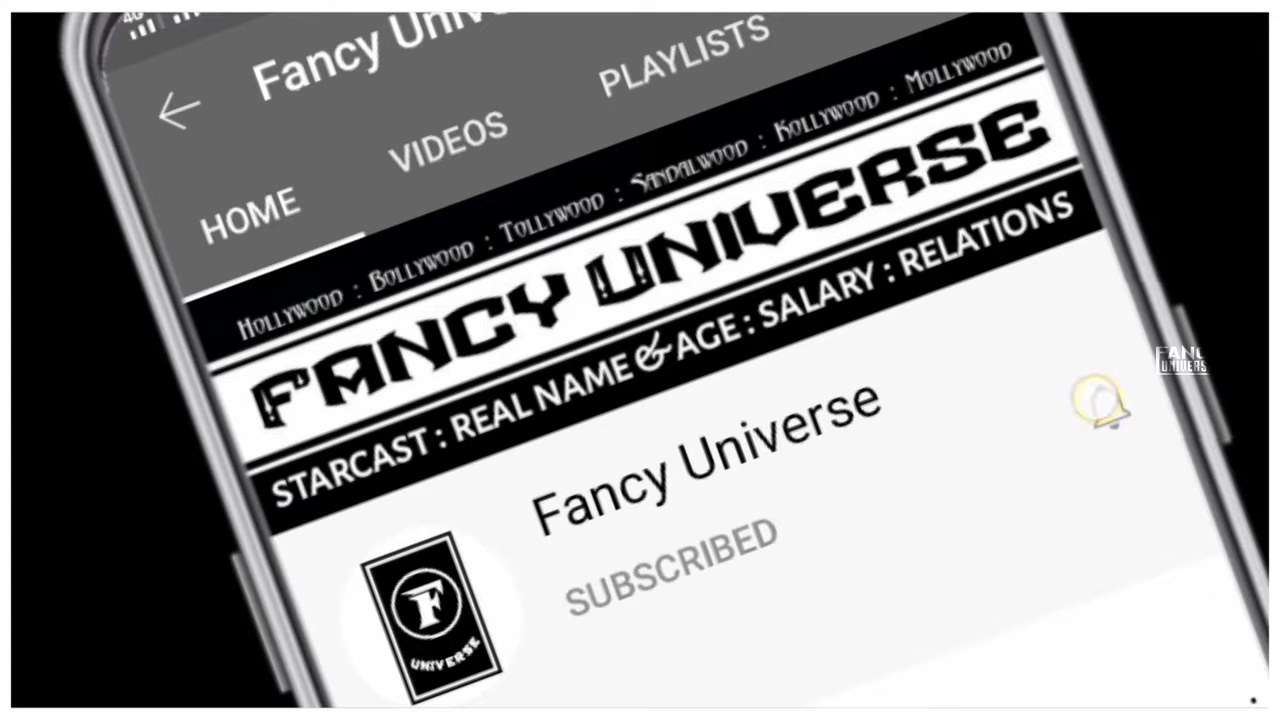 4G
Fancy Univ
HOME VIDEOS PLAYLISTS
HOLLYWOOD : BOLLYWOOD : TOLLYWOOD : SANDALWOOD : KOLLYWOOD : MOLLYWOOD
FANCY UNIVERSE
STARCAST : REAL NAME & AGE : SALARY : RELATIONS
Fancy Universe
SUBSCRIBED
F
UNIVERSE
FANC
UNIVERS